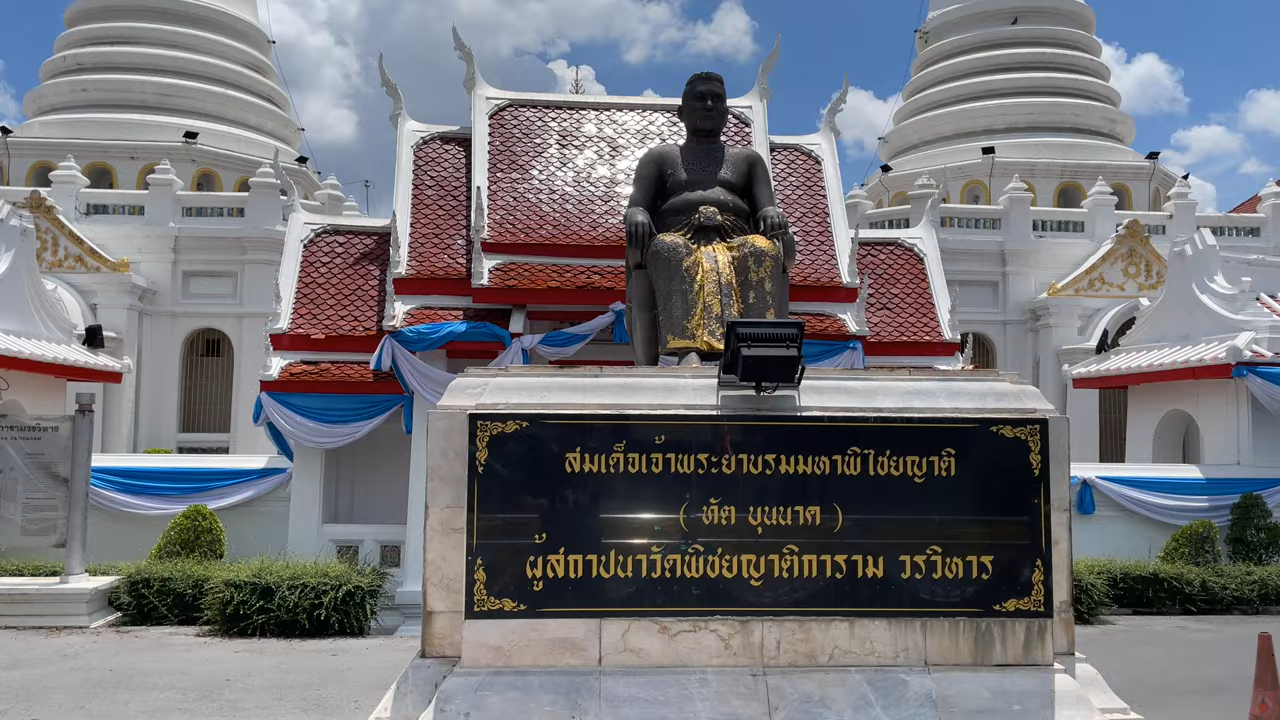 สมเด็จเจ้าพระยาบรมมหาพิไชยญาติ
( ทัต บุนนาค )
ผู้สถาปนาวัดพิชยญาติการาม วรวิหาร